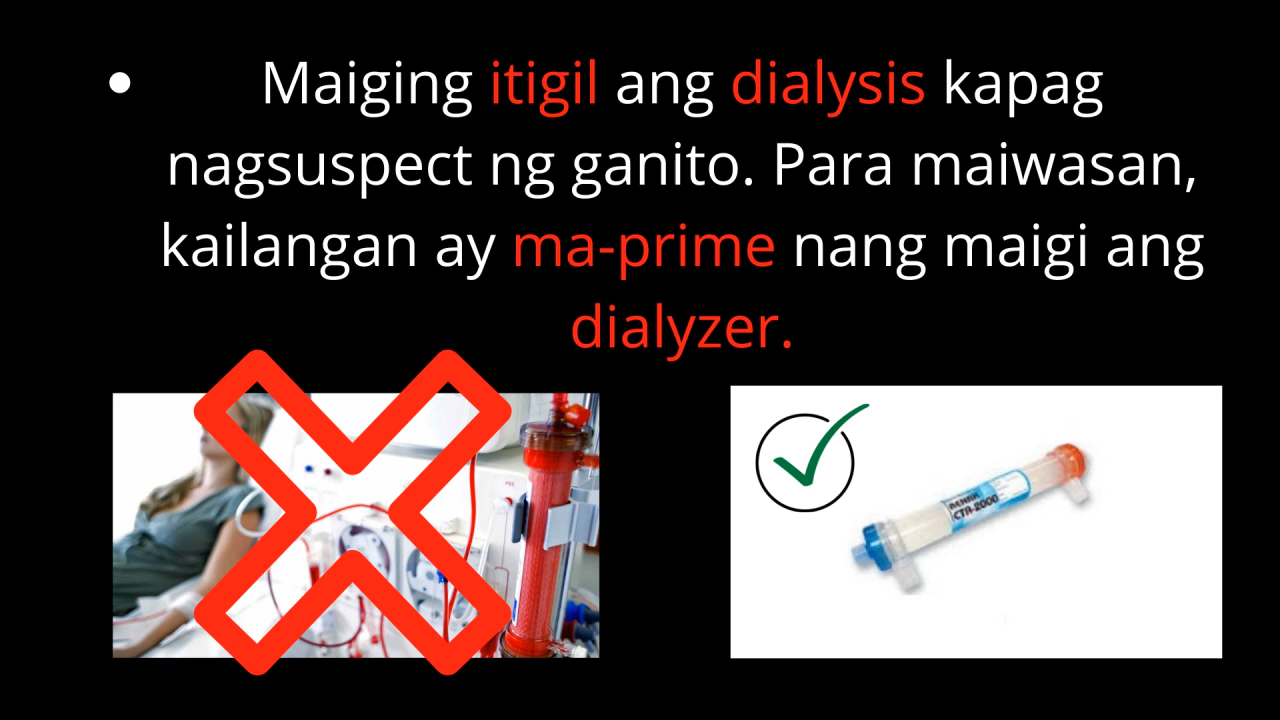 Maiging itigil ang dialysis kapag
nagsuspect ng ganito. Para maiwasan,
kailangan ay ma-prime nang maigi ang
dialyzer.
RENAK
CTA-2000